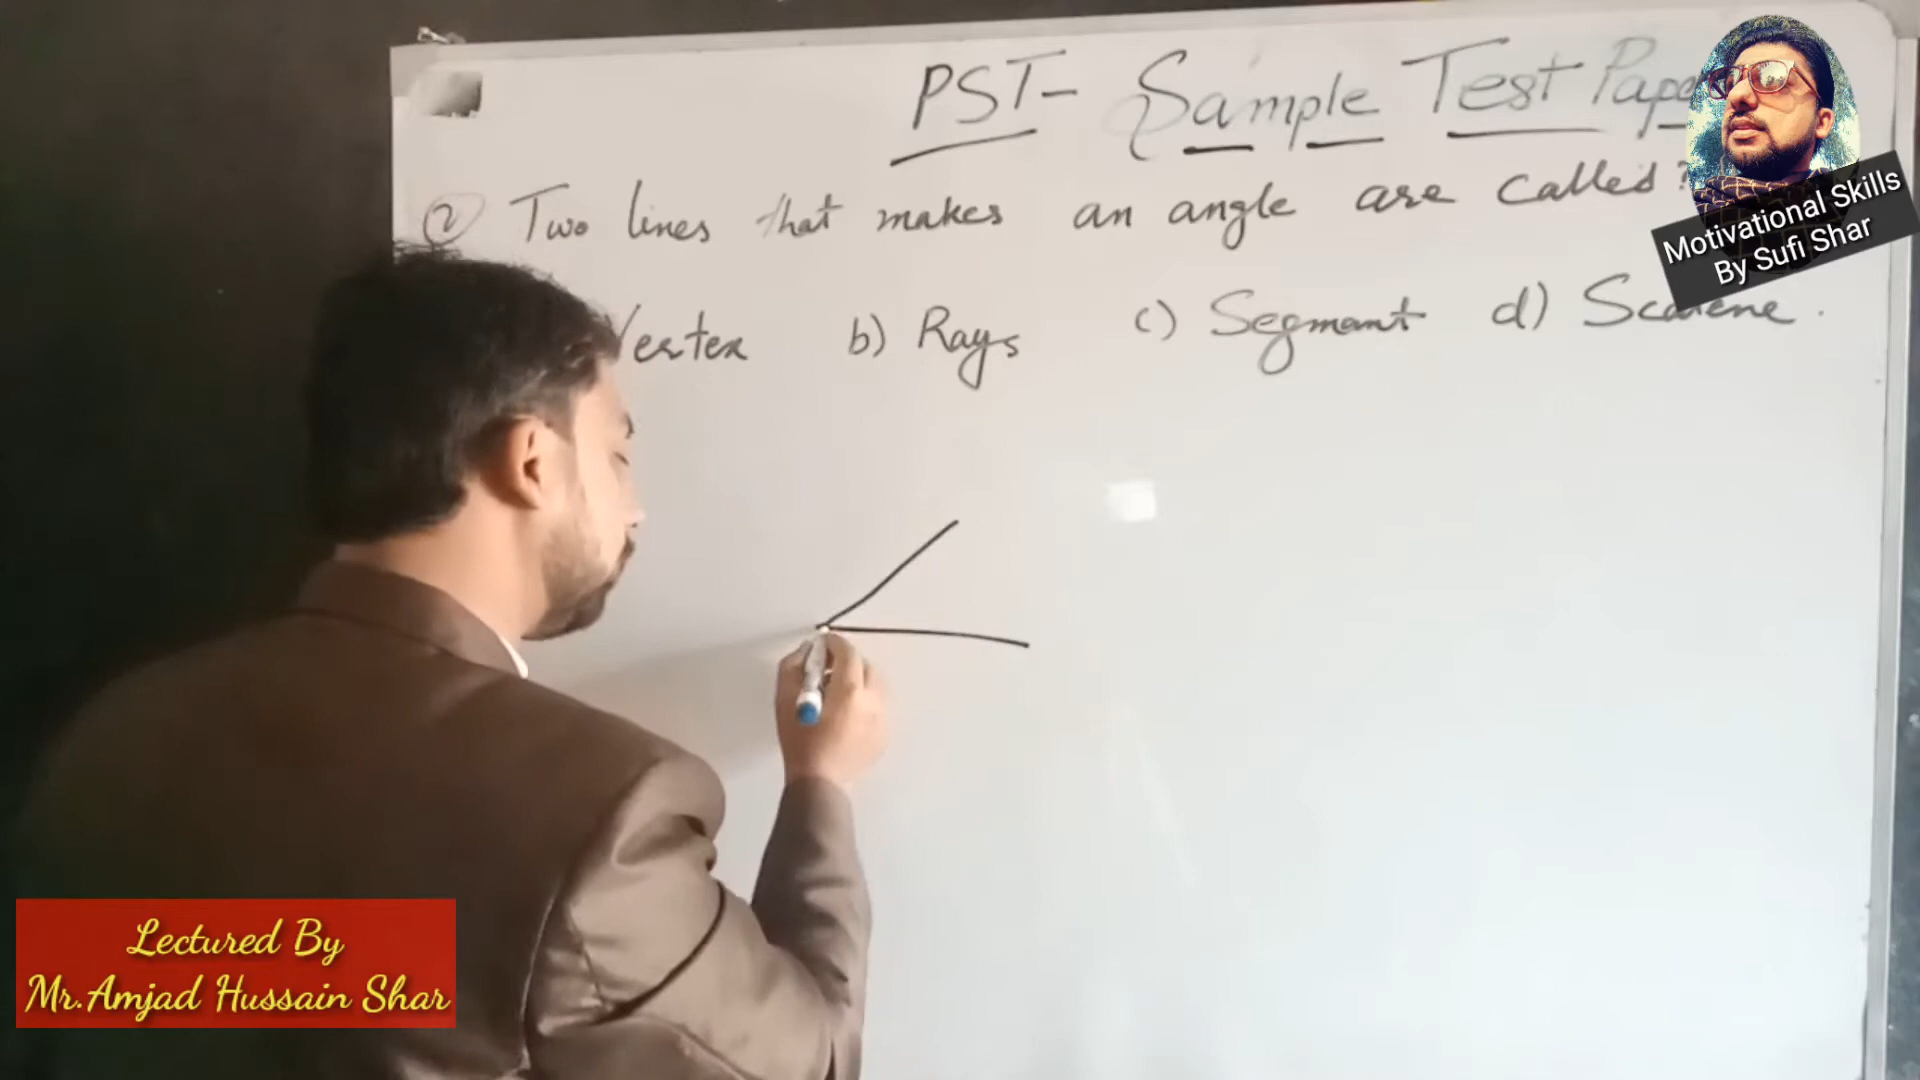 PST- Sample Test Pape
② Two lines that makes an angle are called?
Vertex b) Rays c) Segmant d) Scalene.
Motivational Skills
By Sufi Shar
Lectured By
Mr.Amjad Hussain Shar